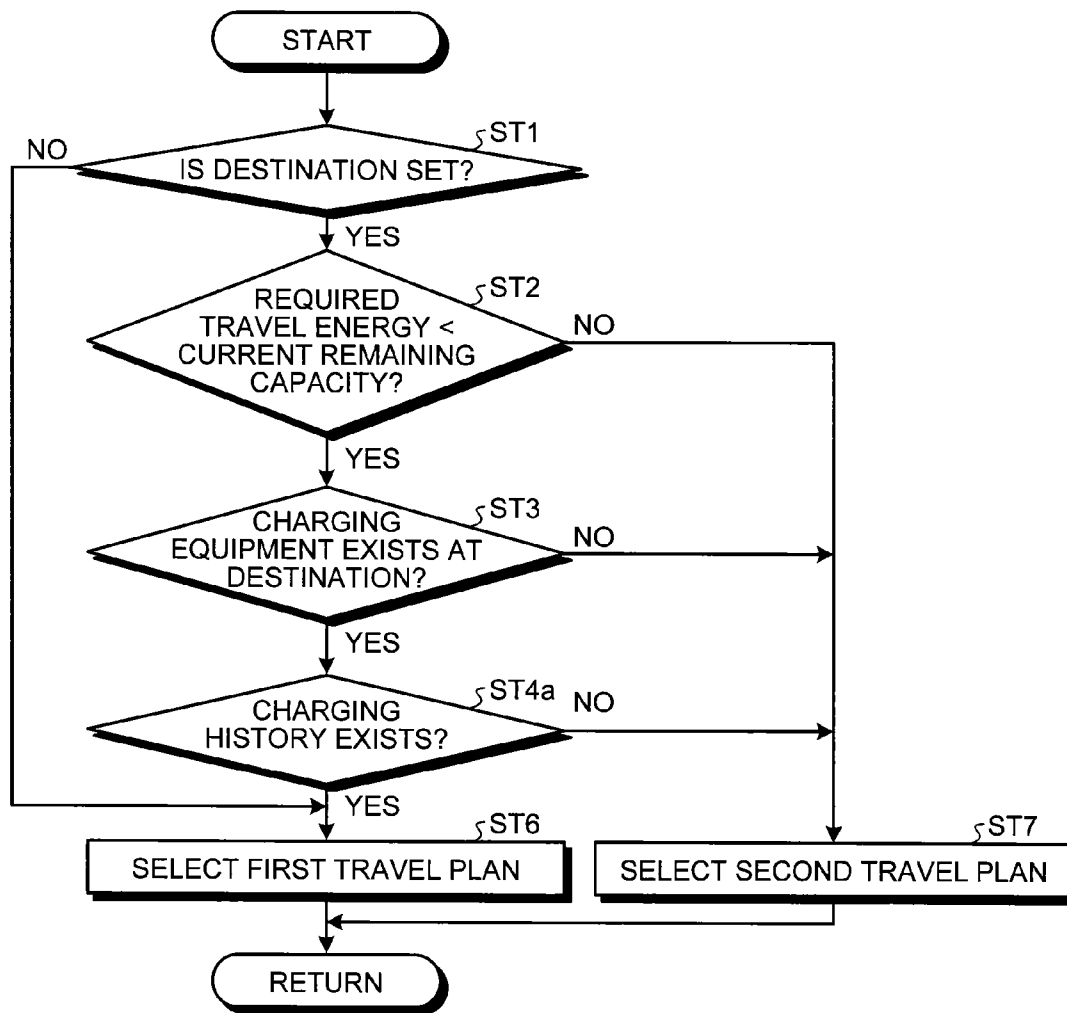 START
ST1
NO
IS DESTINATION SET?
YES
ST2
REQUIRED
TRAVEL ENERGY <
CURRENT REMAINING
CAPACITY?
NO
YES
ST3
CHARGING
EQUIPMENT EXISTS AT
DESTINATION?
NO
YES
ST4a
CHARGING
HISTORY EXISTS?
NO
YES
ST6
SELECT FIRST TRAVEL PLAN
ST7
SELECT SECOND TRAVEL PLAN
RETURN